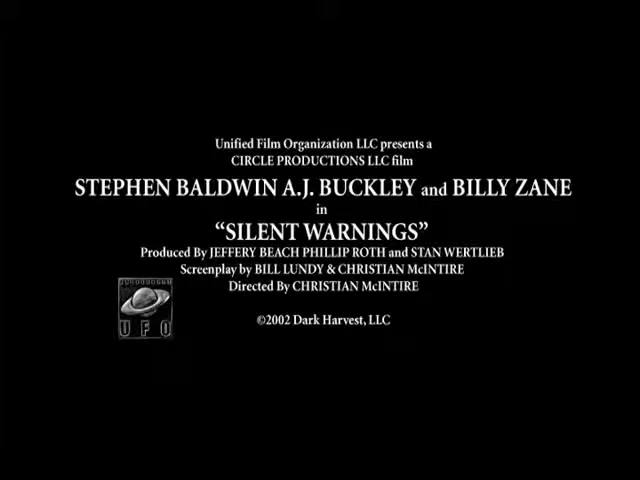 Unified Film Organization LLC presents a
CIRCLE PRODUCTIONS LLC film
STEPHEN BALDWIN A.J. BUCKLEY and BILLY ZANE
in
“SILENT WARNINGS”
Produced By JEFFERY BEACH PHILLIP ROTH and STAN WERTLIEB
Screenplay by BILL LUNDY & CHRISTIAN McINTIRE
Directed By CHRISTIAN McINTIRE
UFO
©2002 Dark Harvest, LLC